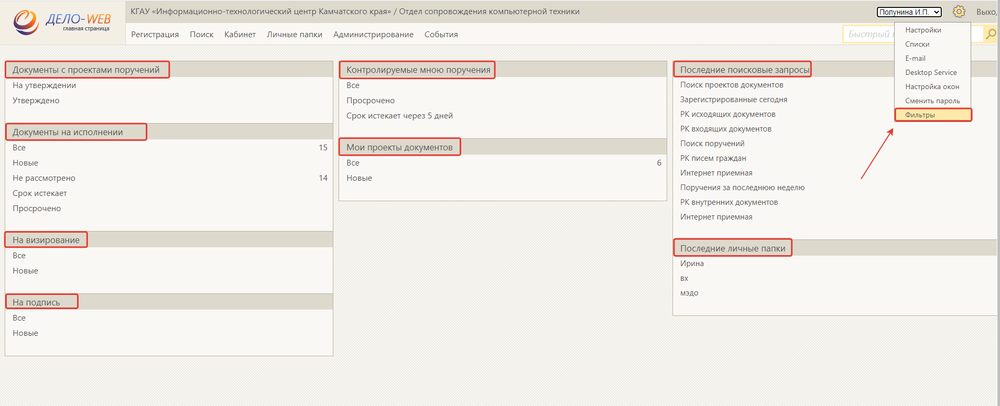 ДЕЛО-WEB
главная страница
КГАУ «Информационно-технологический центр Камчатского края» / Отдел сопровождения компьютерной техники
Полунина И.П.
Выхо
Регистрация Поиск Кабинет Личные папки Администрирование События
Быстрый
Настройки
Списки
E-mail
Desktop Service
Настройка окон
Сменить пароль
Фильтры
Документы с проектами поручений
На утверждении
Утверждено
Документы на исполнении
Все 15
Новые
Не рассмотрено 14
Срок истекает
Просрочено
На визирование
Все
Новые
На подпись
Все
Новые
Контролируемые мною поручения
Все
Просрочено
Срок истекает через 5 дней
Мои проекты документов
Все 6
Новые
Последние поисковые запросы
Поиск проектов документов
Зарегистрированные сегодня
РК исходящих документов
РК входящих документов
Поиск поручений
РК писем граждан
Интернет приемная
Поручения за последнюю неделю
РК внутренних документов
Интернет приемная
Последние личные папки
Ирина
вх
мэдо